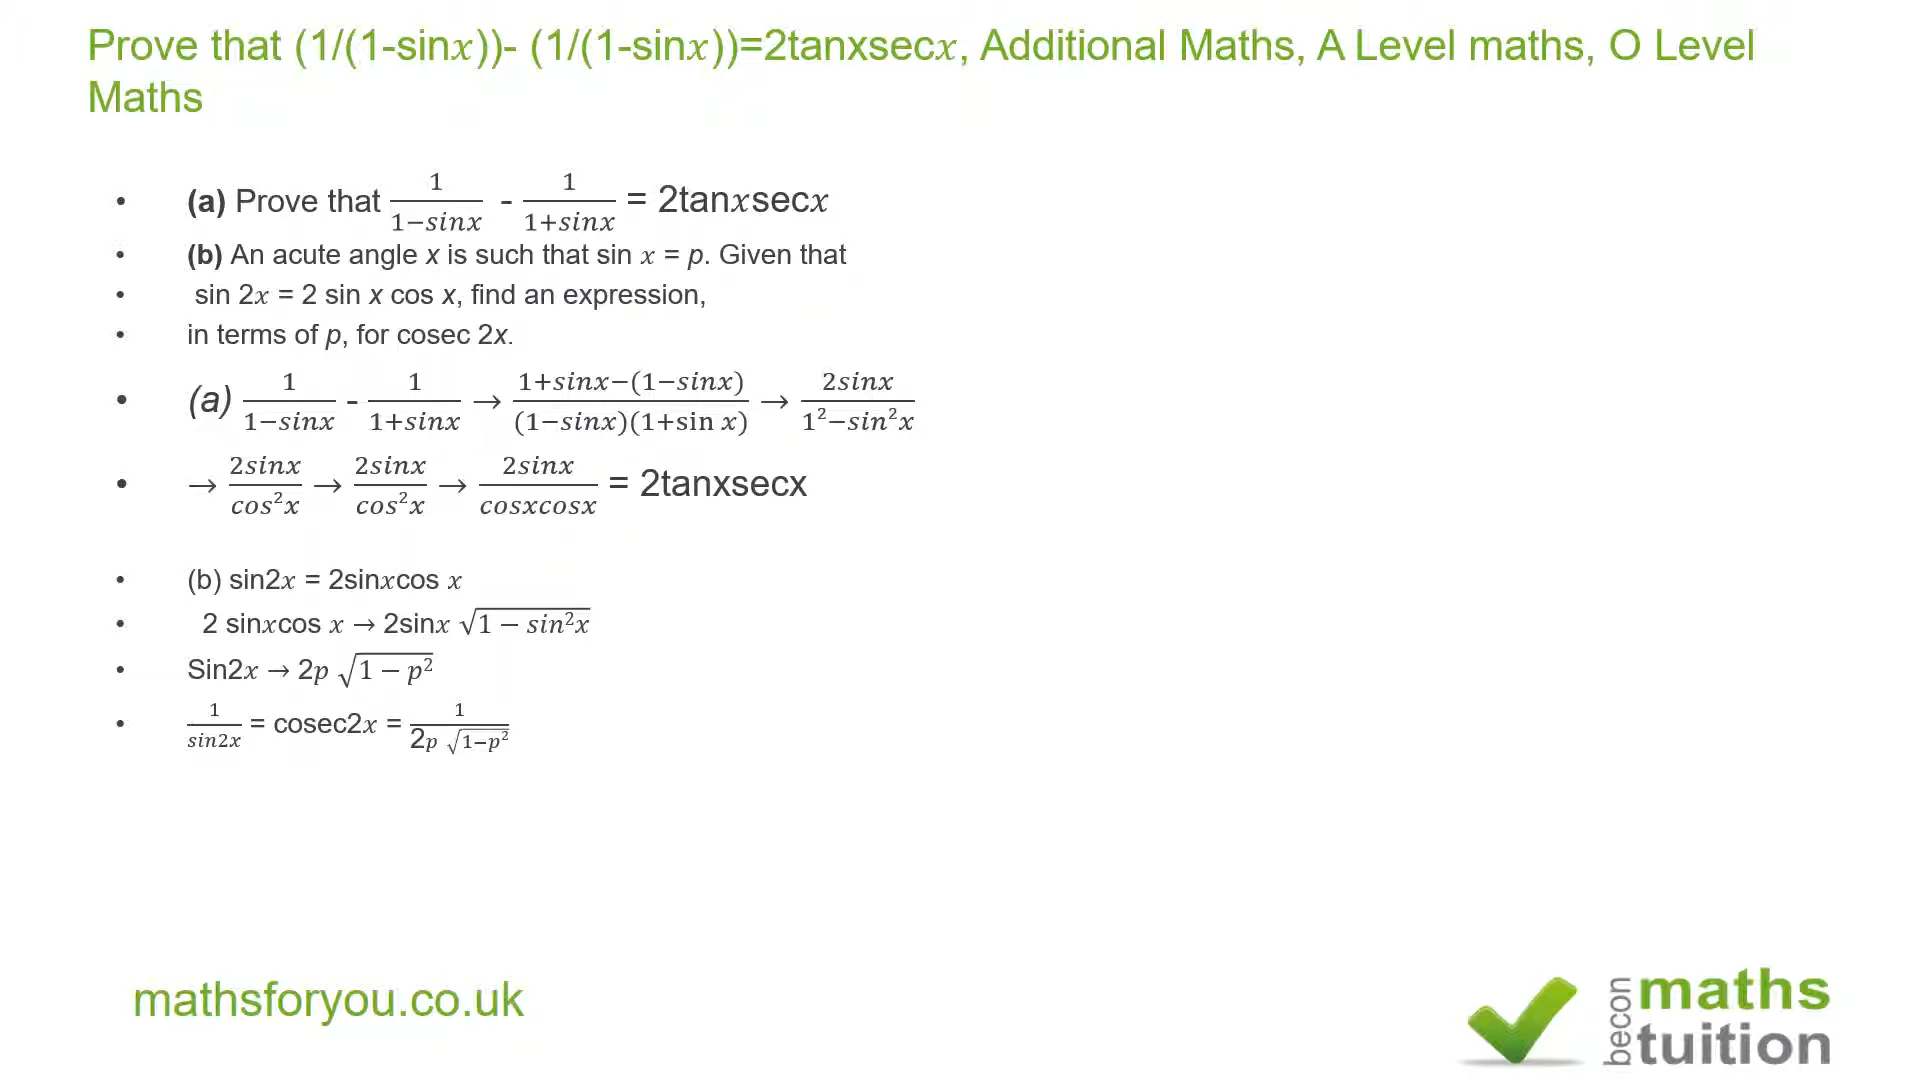 Prove that (1/(1-sin𝑥))- (1/(1-sin𝑥))=2tanxsec𝑥, Additional Maths, A Level maths, O Level
Maths
• (a) Prove that 1/(1−𝑠𝑖𝑛𝑥) - 1/(1+𝑠𝑖𝑛𝑥) = 2tan𝑥sec𝑥
• (b) An acute angle x is such that sin 𝑥 = p. Given that
• sin 2𝑥 = 2 sin x cos x, find an expression,
• in terms of p, for cosec 2x.
• (a) 1/(1−𝑠𝑖𝑛𝑥) - 1/(1+𝑠𝑖𝑛𝑥) → (1+𝑠𝑖𝑛𝑥−(1−𝑠𝑖𝑛𝑥))/((1−𝑠𝑖𝑛𝑥)(1+sin 𝑥)) → 2𝑠𝑖𝑛𝑥/(1²−𝑠𝑖𝑛²𝑥)
• → 2𝑠𝑖𝑛𝑥/𝑐𝑜𝑠²𝑥 → 2𝑠𝑖𝑛𝑥/𝑐𝑜𝑠²𝑥 → 2𝑠𝑖𝑛𝑥/𝑐𝑜𝑠𝑥𝑐𝑜𝑠𝑥 = 2tanxsecx
• (b) sin2𝑥 = 2sin𝑥cos 𝑥
• 2 sin𝑥cos 𝑥 → 2sin𝑥 √(1 − 𝑠𝑖𝑛²𝑥)
• Sin2𝑥 → 2𝑝 √(1 − 𝑝²)
• 1/𝑠𝑖𝑛2𝑥 = cosec2𝑥 = 1/(2𝑝 √(1−𝑝²))
mathsforyou.co.uk
becon
maths
tuition